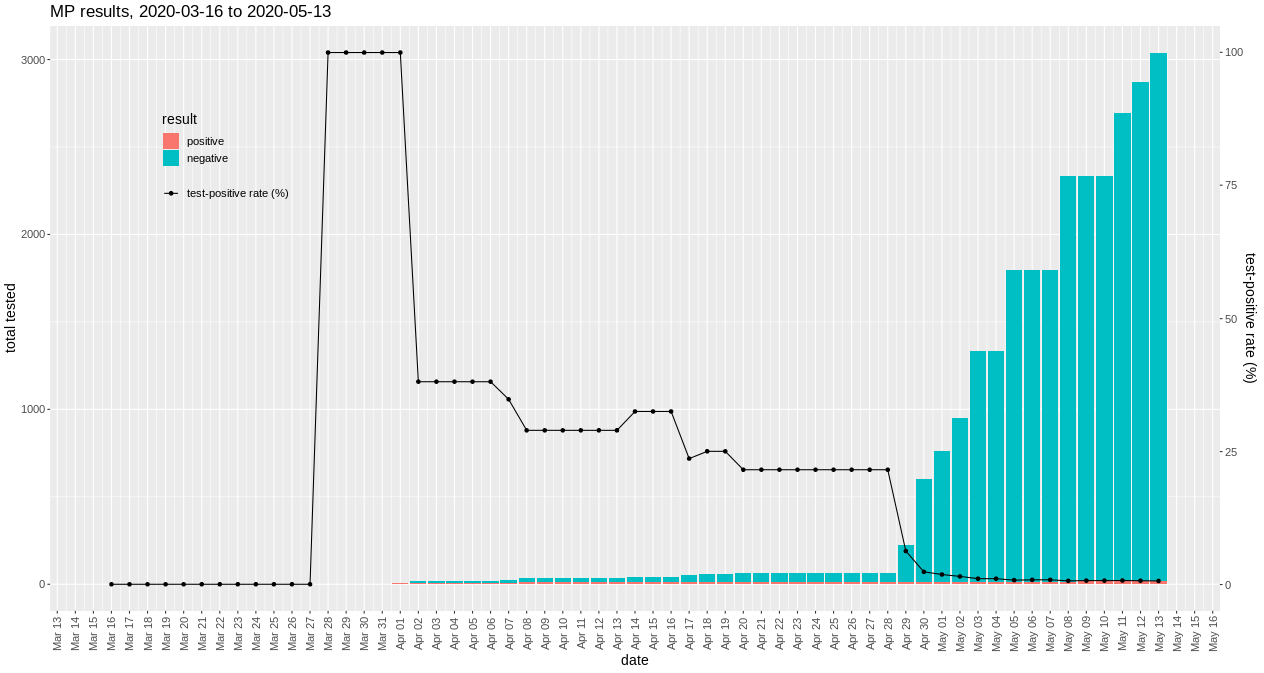 MP results, 2020-03-16 to 2020-05-13
3000
2000
1000
0
total tested
result
positive
negative
test-positive rate (%)
100
75
50
25
0
test-positive rate (%)
Mar 13
Mar 14
Mar 15
Mar 16
Mar 17
Mar 18
Mar 19
Mar 20
Mar 21
Mar 22
Mar 23
Mar 24
Mar 25
Mar 26
Mar 27
Mar 28
Mar 29
Mar 30
Mar 31
Apr 01
Apr 02
Apr 03
Apr 04
Apr 05
Apr 06
Apr 07
Apr 08
Apr 09
Apr 10
Apr 11
Apr 12
Apr 13
Apr 14
Apr 15
Apr 16
Apr 17
Apr 18
Apr 19
Apr 20
Apr 21
Apr 22
Apr 23
Apr 24
Apr 25
Apr 26
Apr 27
Apr 28
Apr 29
Apr 30
May 01
May 02
May 03
May 04
May 05
May 06
May 07
May 08
May 09
May 10
May 11
May 12
May 13
May 14
May 15
May 16
date